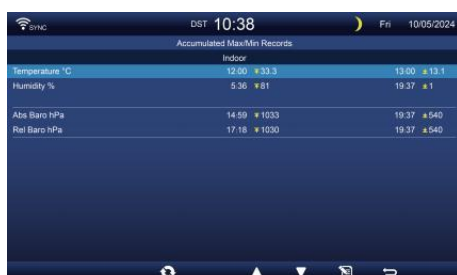 SYNC DST 10:38 Fri 10/05/2024
Accumulated Max/Min Records
Indoor
Temperature °C 12:00 33.3 13:00 13.1
Humidity % 5:36 81 19:37 1
Abs Baro hPa 14:59 1033 19:37 540
Rel Baro hPa 17:18 1030 19:37 540